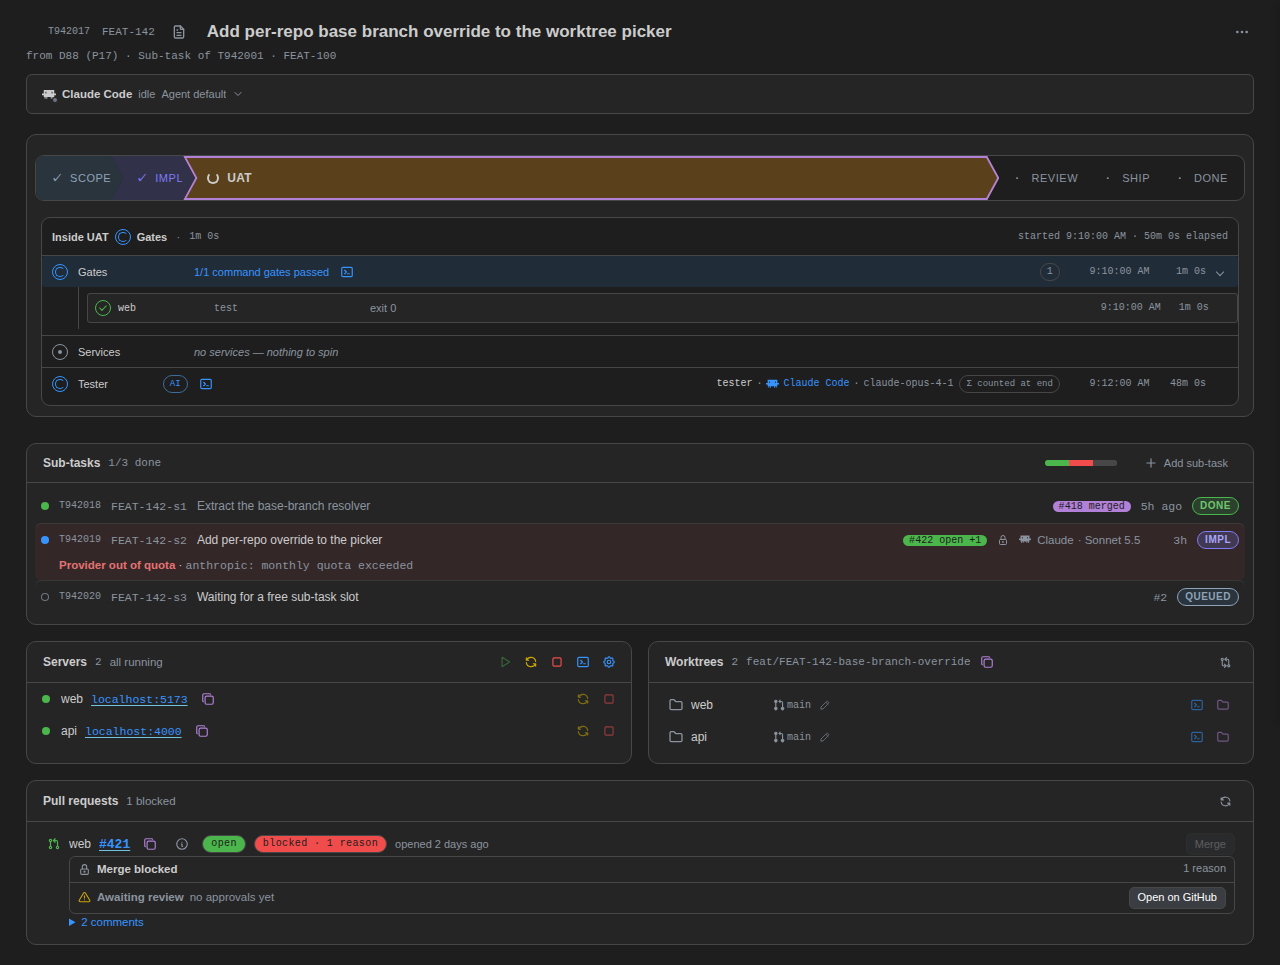 T942017 FEAT-142 Add per-repo base branch override to the worktree picker
from D88 (P17) · Sub-task of T942001 · FEAT-100
Claude Code idle Agent default
SCOPE IMPL UAT REVIEW SHIP DONE
Inside UAT Gates · 1m 0s started 9:10:00 AM · 50m 0s elapsed
Gates 1/1 command gates passed 1 9:10:00 AM 1m 0s
web test exit 0 9:10:00 AM 1m 0s
Services no services — nothing to spin
Tester AI tester · Claude Code · claude-opus-4-1 Σ counted at end 9:12:00 AM 48m 0s
Sub-tasks 1/3 done Add sub-task
T942018 FEAT-142-s1 Extract the base-branch resolver #418 merged 5h ago DONE
T942019 FEAT-142-s2 Add per-repo override to the picker #422 open +1 Claude · Sonnet 5.5 3h IMPL
Provider out of quota · anthropic: monthly quota exceeded
T942020 FEAT-142-s3 Waiting for a free sub-task slot #2 QUEUED
Servers 2 all running
web localhost:5173
api localhost:4000
Worktrees 2 feat/FEAT-142-base-branch-override
web main
api main
Pull requests 1 blocked
web #421 open blocked · 1 reason opened 2 days ago Merge
Merge blocked 1 reason
Awaiting review no approvals yet Open on GitHub
2 comments